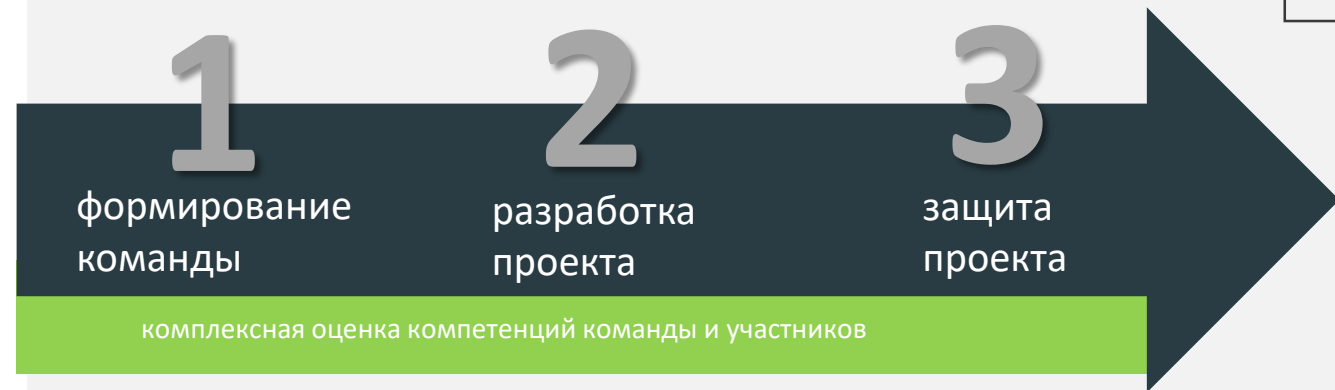 1
формирование
команды
2
разработка
проекта
3
защита
проекта
комплексная оценка компетенций команды и участников